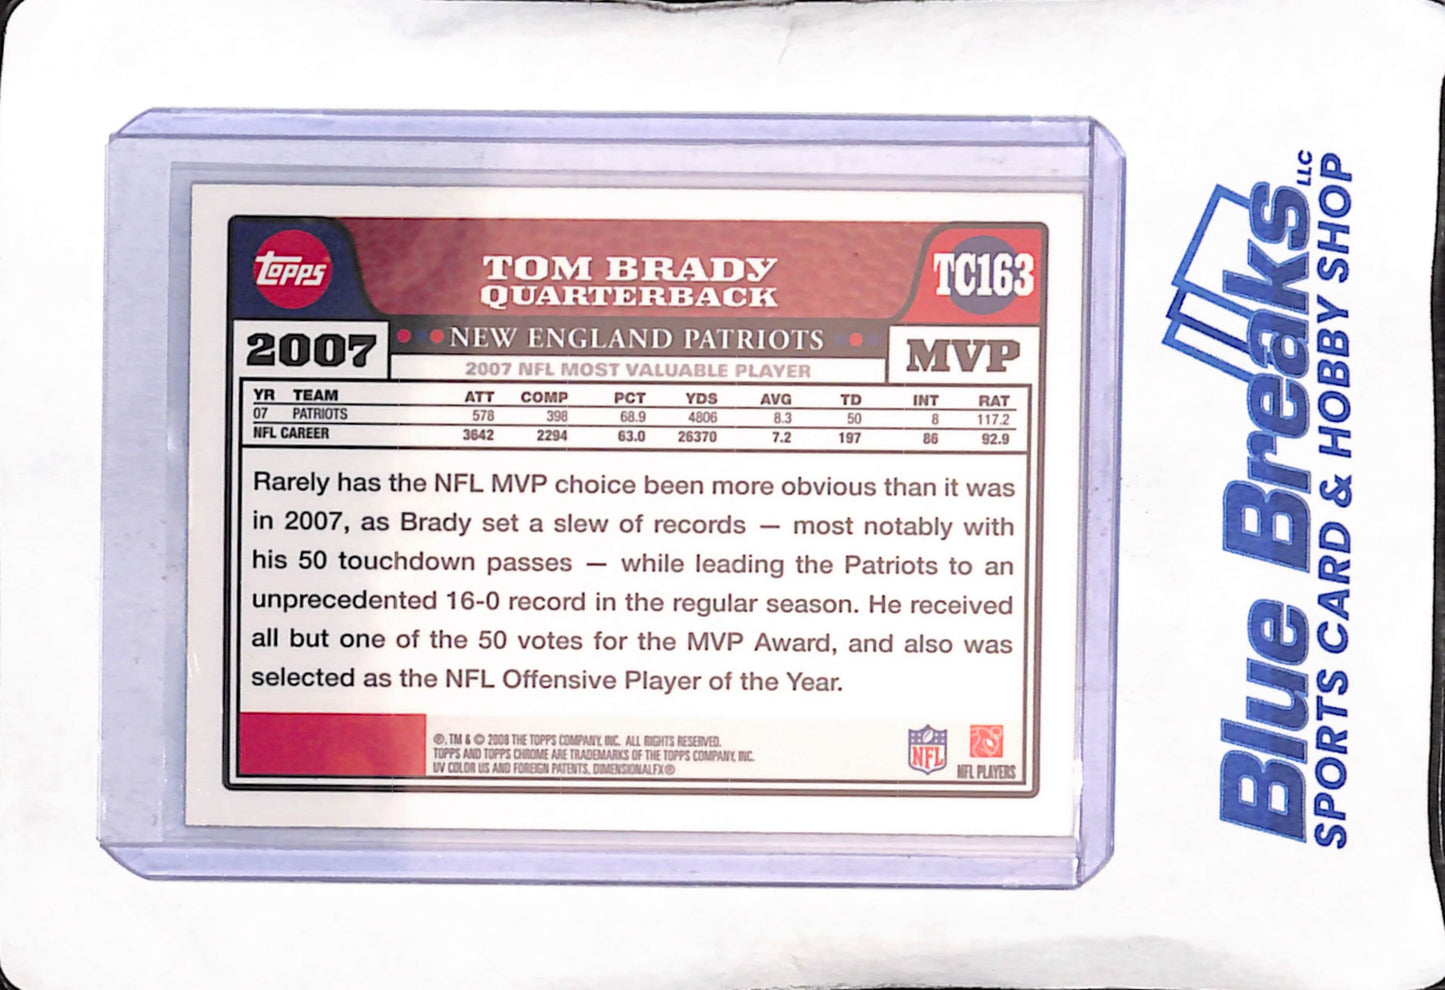 Topps
TOM BRADY
QUARTERBACK
TC163
2007
NEW ENGLAND PATRIOTS
MVP
2007 NFL MOST VALUABLE PLAYER
YR TEAM ATT COMP PCT YDS AVG TD INT RAT
07 PATRIOTS 578 398 68.9 4806 8.3 50 8 117.2
NFL CAREER 3642 2294 63.0 26370 7.2 197 86 92.9
Rarely has the NFL MVP choice been more obvious than it was
in 2007, as Brady set a slew of records — most notably with
his 50 touchdown passes — while leading the Patriots to an
unprecedented 16-0 record in the regular season. He received
all but one of the 50 votes for the MVP Award, and also was
selected as the NFL Offensive Player of the Year.
®, TM & © 2008 THE TOPPS COMPANY, INC. ALL RIGHTS RESERVED.
TOPPS AND TOPPS CHROME ARE TRADEMARKS OF THE TOPPS COMPANY, INC.
UV COLOR US AND FOREIGN PATENTS, DIMENSIONALFX®
NFL
NFL PLAYERS
Blue Breaks LLC
SPORTS CARD & HOBBY SHOP